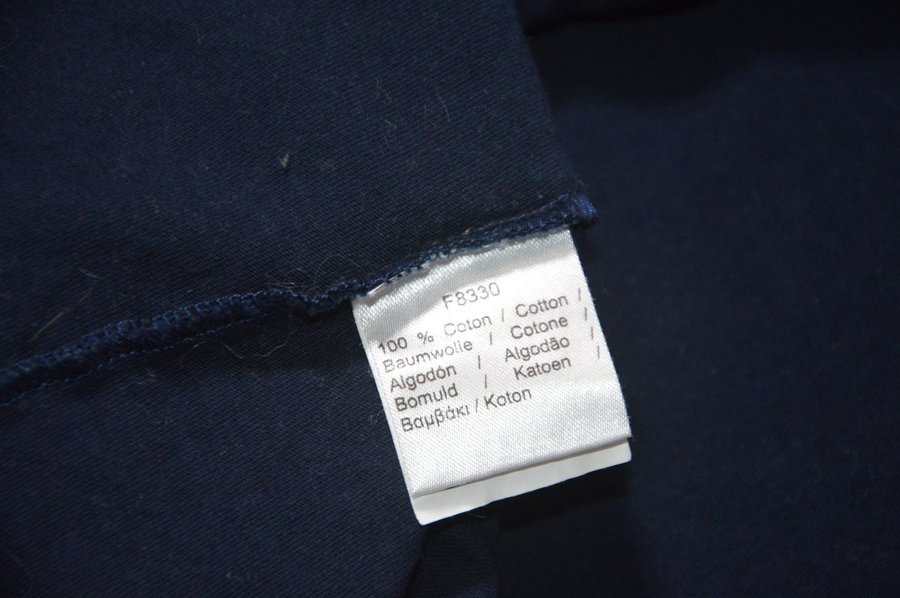 F8330
100 % Coton / Cotton /
Baumwolle / Cotone /
Algodón / Algodão /
Bomuld / Katoen /
Βαμβάκι / Koton